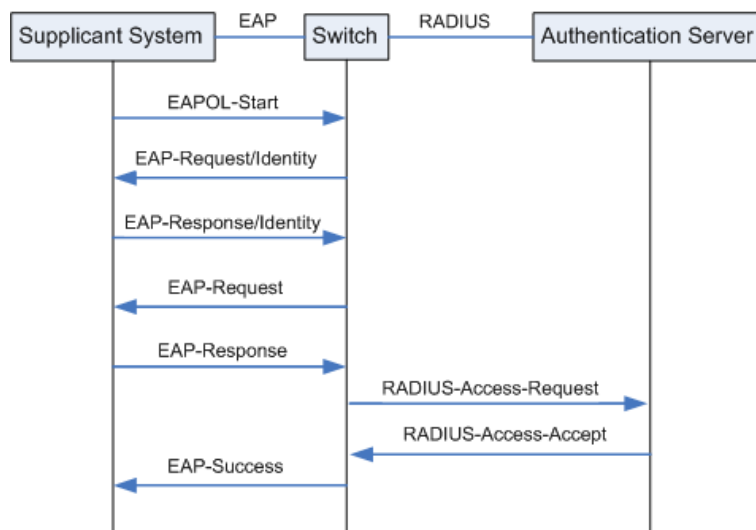 EAP
RADIUS
Supplicant System
Switch
Authentication Server
EAPOL-Start
EAP-Request/Identity
EAP-Response/Identity
EAP-Request
EAP-Response
RADIUS-Access-Request
RADIUS-Access-Accept
EAP-Success